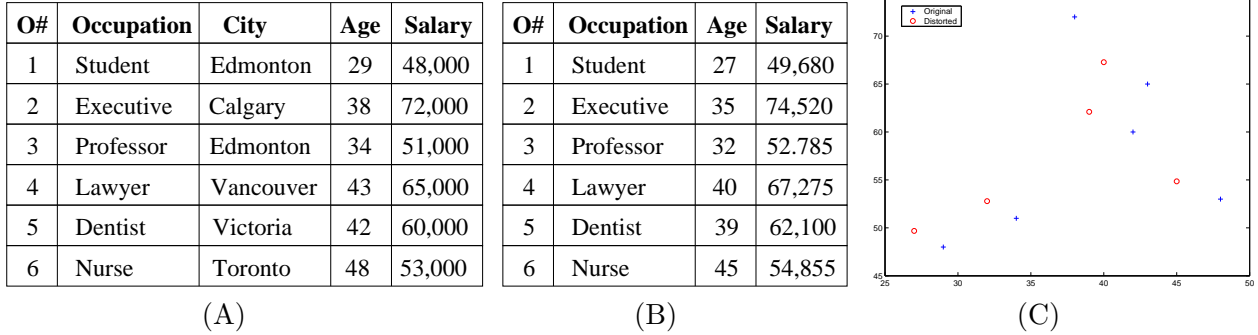 O# Occupation City Age Salary
1 Student Edmonton 29 48,000
2 Executive Calgary 38 72,000
3 Professor Edmonton 34 51,000
4 Lawyer Vancouver 43 65,000
5 Dentist Victoria 42 60,000
6 Nurse Toronto 48 53,000
(A)
O# Occupation Age Salary
1 Student 27 49,680
2 Executive 35 74,520
3 Professor 32 52.785
4 Lawyer 40 67,275
5 Dentist 39 62,100
6 Nurse 45 54,855
(B)
Original
Distorted
70
65
60
55
50
45
25 30 35 40 45 50
(C)